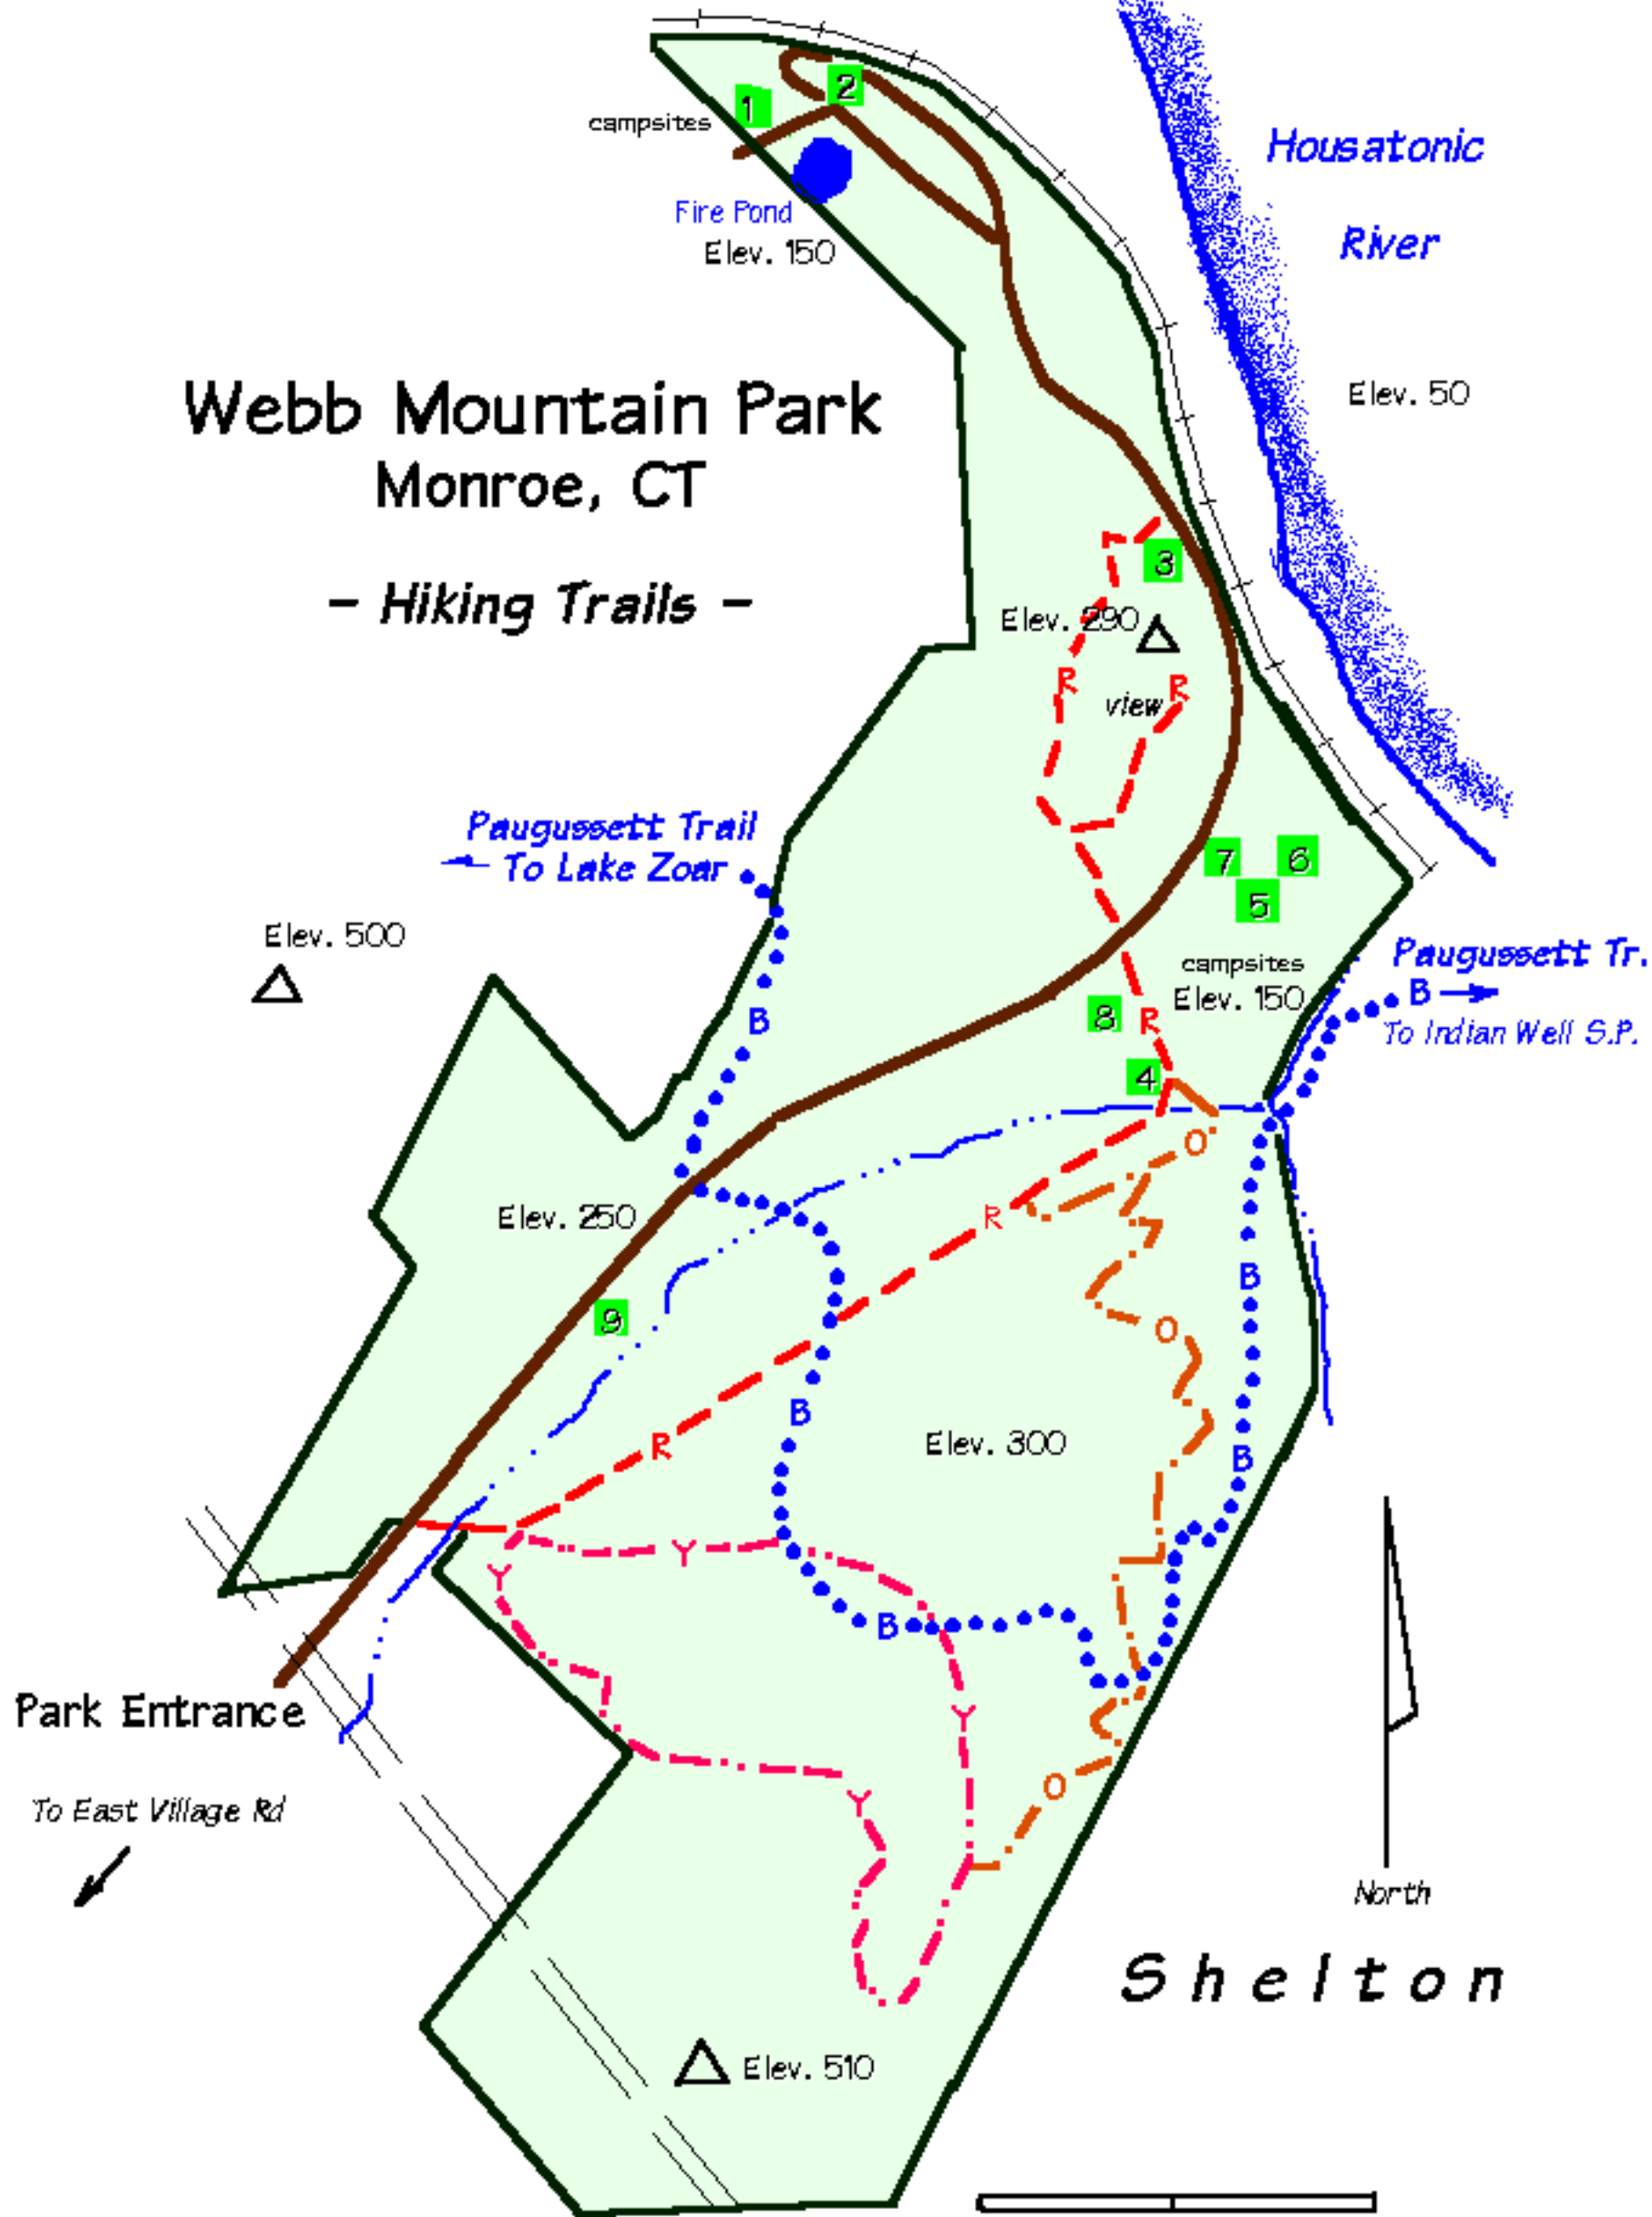 1
2
campsites
Fire Pond
Elev. 150
Housatonic
River
Elev. 50
Webb Mountain Park
Monroe, CT
- Hiking Trails -
3
Elev. 290
R
R
view
Paugussett Trail
To Lake Zoar
7
6
5
Elev. 500
campsites
Elev. 150
Paugussett Tr.
B
To Indian Well S.P.
B
8
R
4
O
Elev. 250
R
9
B
O
B
R
Elev. 300
B
Y
Y
B
Park Entrance
Y
O
Y
To East Village Rd
North
Shelton
Elev. 510